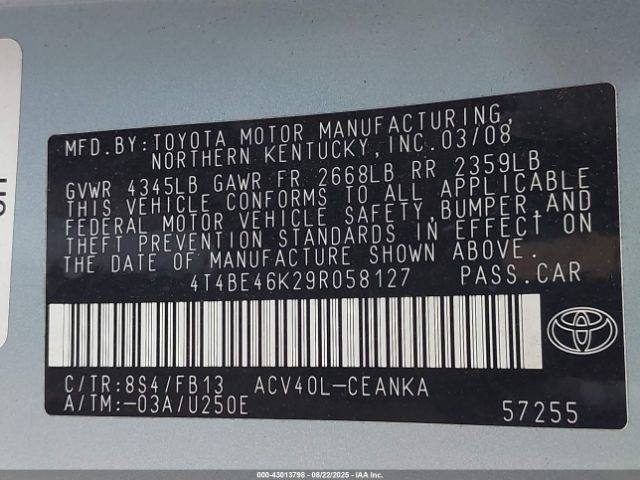 MFD. BY: TOYOTA MOTOR MANUFACTURING,
NORTHERN KENTUCKY, INC. 03/08
GVWR 4345LB GAWR FR 2668LB RR 2359LB
THIS VEHICLE CONFORMS TO ALL APPLICABLE
FEDERAL MOTOR VEHICLE SAFETY, BUMPER, AND
THEFT PREVENTION STANDARDS IN EFFECT ON
THE DATE OF MANUFACTURE SHOWN ABOVE.
4T4BE46K29R058127 PASS.CAR
C/TR:8S4/FB13 ACV40L-CEANKA
A/TM:-03A/U250E
57255
000-43013798 - 08/22/2025 - IAA Inc.